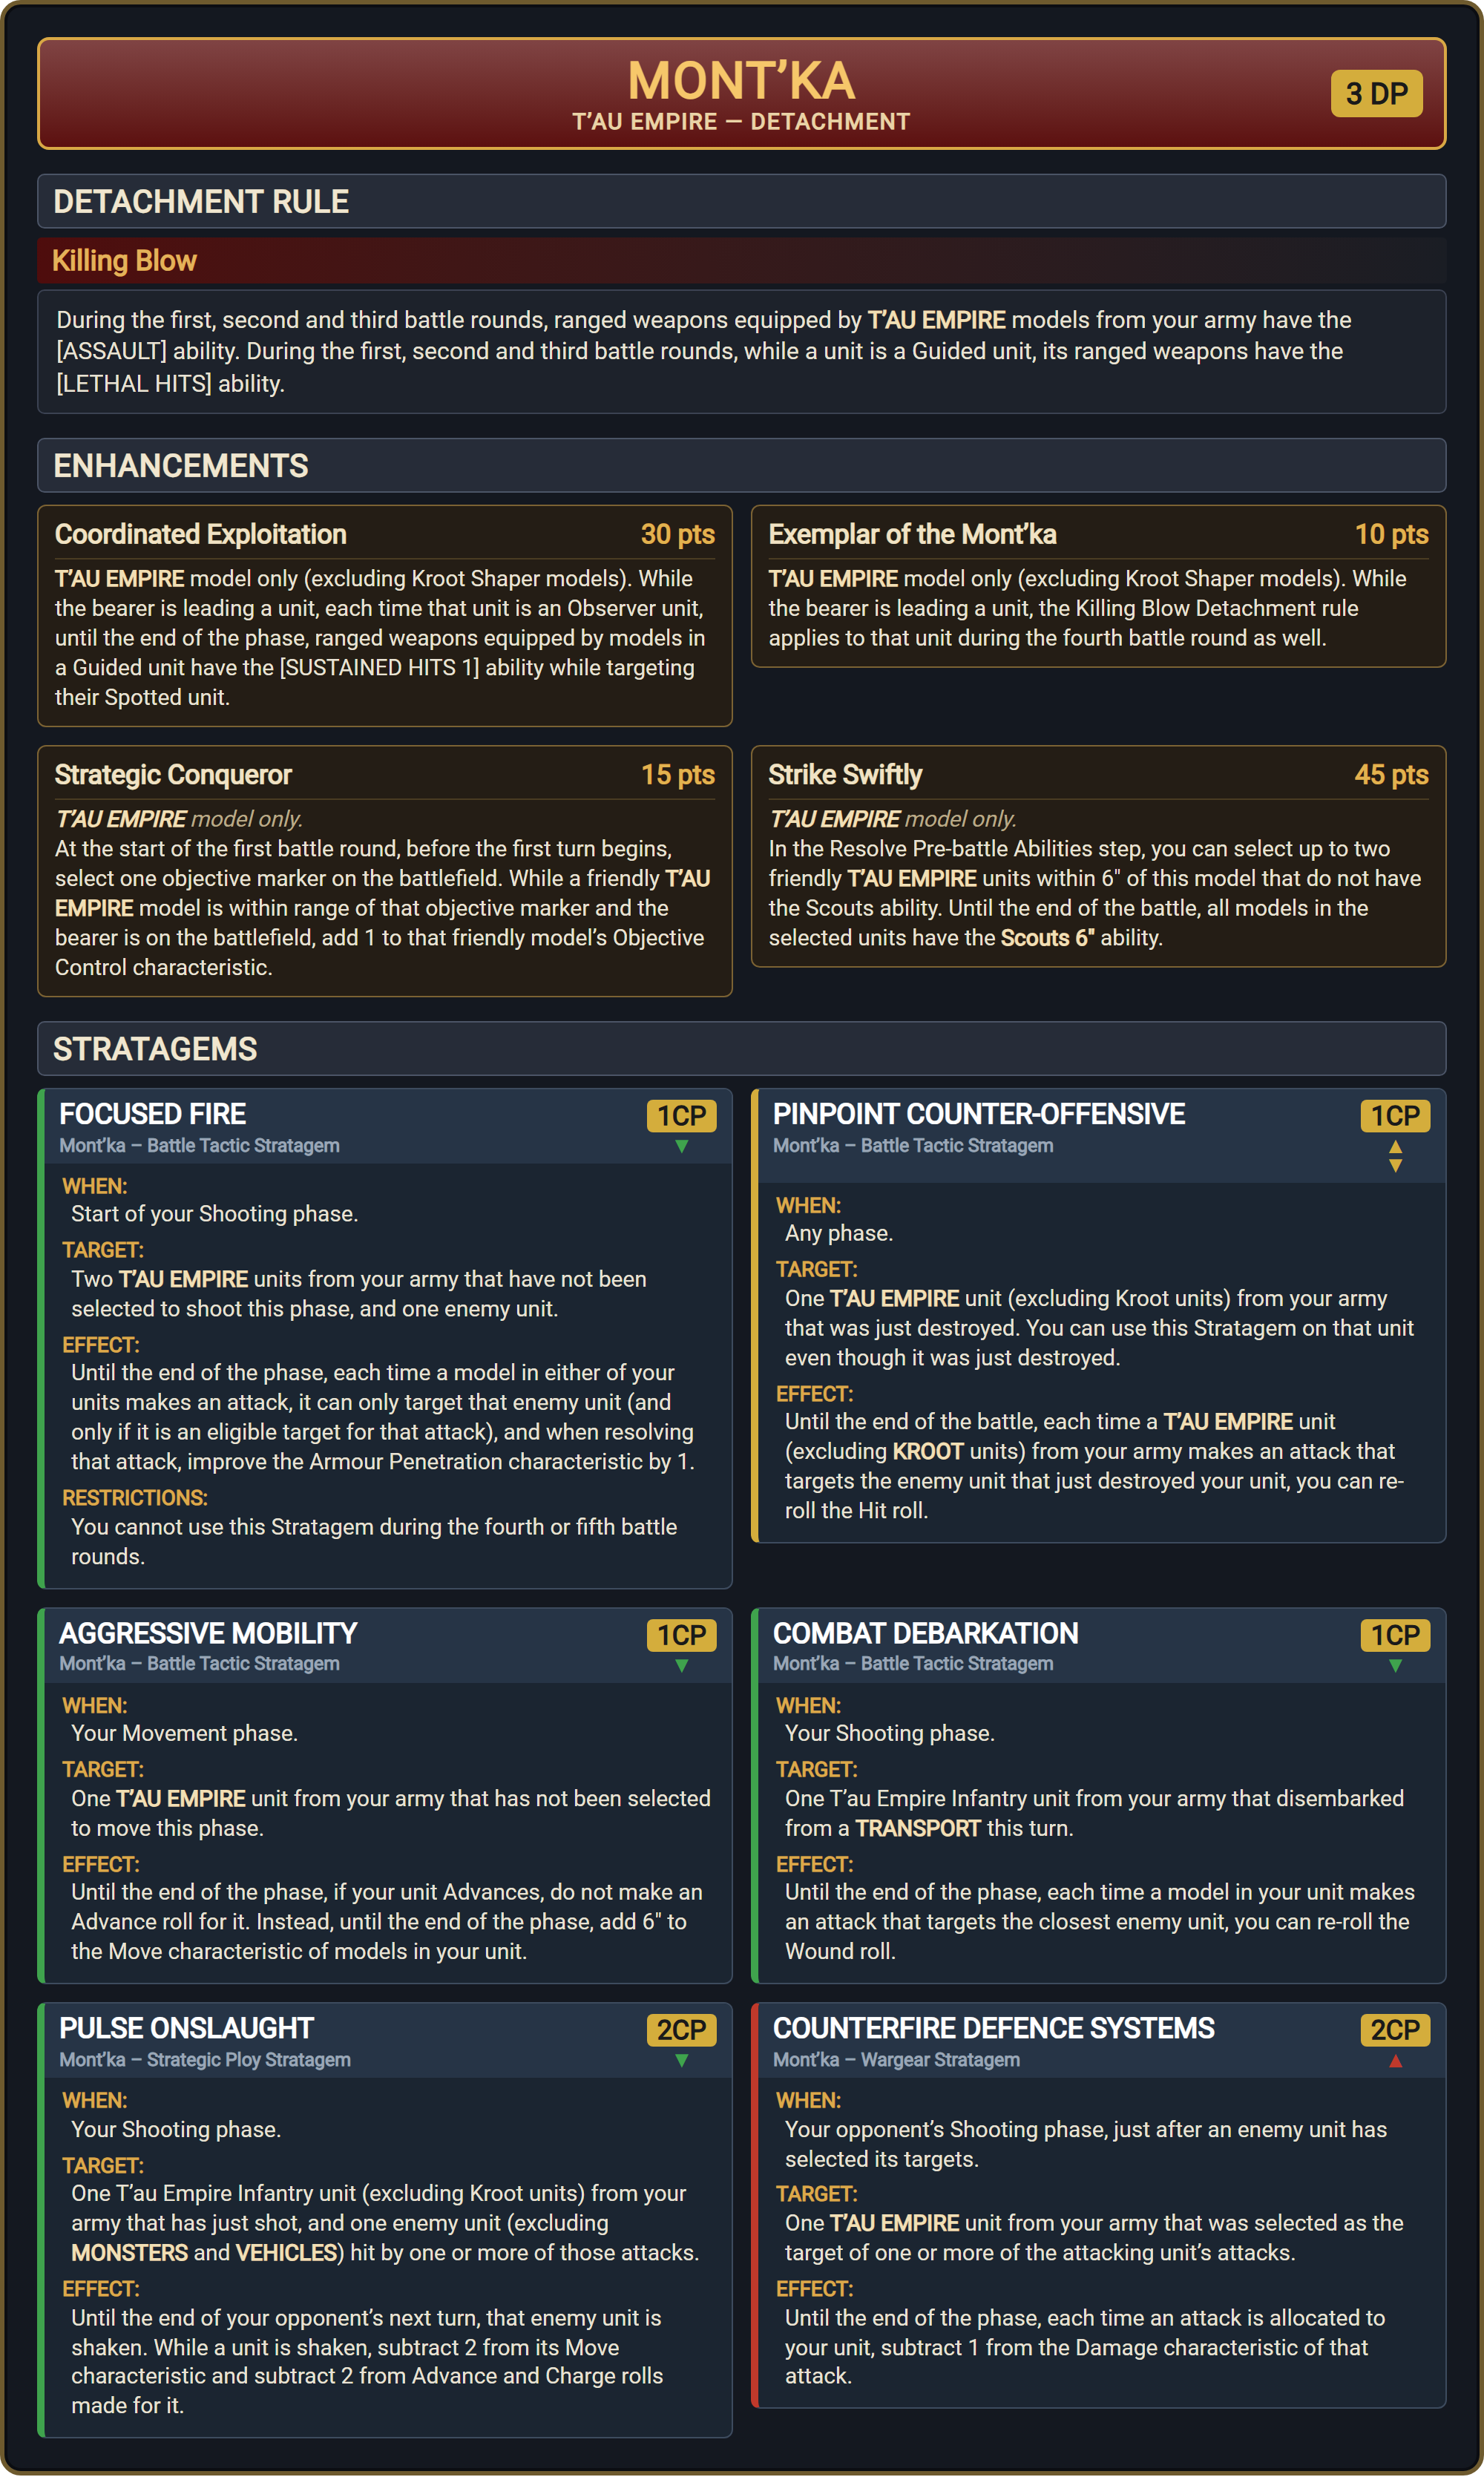 MONT’KA
T’AU EMPIRE — DETACHMENT
3 DP
DETACHMENT RULE
Killing Blow
During the first, second and third battle rounds, ranged weapons equipped by T’AU EMPIRE models from your army have the
[ASSAULT] ability. During the first, second and third battle rounds, while a unit is a Guided unit, its ranged weapons have the
[LETHAL HITS] ability.
ENHANCEMENTS
Coordinated Exploitation
30 pts
T’AU EMPIRE model only (excluding Kroot Shaper models). While
the bearer is leading a unit, each time that unit is an Observer unit,
until the end of the phase, ranged weapons equipped by models in
a Guided unit have the [SUSTAINED HITS 1] ability while targeting
their Spotted unit.
Exemplar of the Mont’ka
10 pts
T’AU EMPIRE model only (excluding Kroot Shaper models). While
the bearer is leading a unit, the Killing Blow Detachment rule
applies to that unit during the fourth battle round as well.
Strategic Conqueror
15 pts
T’AU EMPIRE model only.
At the start of the first battle round, before the first turn begins,
select one objective marker on the battlefield. While a friendly T’AU
EMPIRE model is within range of that objective marker and the
bearer is on the battlefield, add 1 to that friendly model’s Objective
Control characteristic.
Strike Swiftly
45 pts
T’AU EMPIRE model only.
In the Resolve Pre-battle Abilities step, you can select up to two
friendly T’AU EMPIRE units within 6" of this model that do not have
the Scouts ability. Until the end of the battle, all models in the
selected units have the Scouts 6" ability.
STRATAGEMS
FOCUSED FIRE
1CP
Mont’ka – Battle Tactic Stratagem
▼
WHEN:
Start of your Shooting phase.
TARGET:
Two T’AU EMPIRE units from your army that have not been
selected to shoot this phase, and one enemy unit.
EFFECT:
Until the end of the phase, each time a model in either of your
units makes an attack, it can only target that enemy unit (and
only if it is an eligible target for that attack), and when resolving
that attack, improve the Armour Penetration characteristic by 1.
RESTRICTIONS:
You cannot use this Stratagem during the fourth or fifth battle
rounds.
PINPOINT COUNTER-OFFENSIVE
1CP
Mont’ka – Battle Tactic Stratagem
▲
▼
WHEN:
Any phase.
TARGET:
One T’AU EMPIRE unit (excluding Kroot units) from your army
that was just destroyed. You can use this Stratagem on that unit
even though it was just destroyed.
EFFECT:
Until the end of the battle, each time a T’AU EMPIRE unit
(excluding KROOT units) from your army makes an attack that
targets the enemy unit that just destroyed your unit, you can re-
roll the Hit roll.
AGGRESSIVE MOBILITY
1CP
Mont’ka – Battle Tactic Stratagem
▼
WHEN:
Your Movement phase.
TARGET:
One T’AU EMPIRE unit from your army that has not been selected
to move this phase.
EFFECT:
Until the end of the phase, if your unit Advances, do not make an
Advance roll for it. Instead, until the end of the phase, add 6" to
the Move characteristic of models in your unit.
COMBAT DEBARKATION
1CP
Mont’ka – Battle Tactic Stratagem
▼
WHEN:
Your Shooting phase.
TARGET:
One T’au Empire Infantry unit from your army that disembarked
from a TRANSPORT this turn.
EFFECT:
Until the end of the phase, each time a model in your unit makes
an attack that targets the closest enemy unit, you can re-roll the
Wound roll.
PULSE ONSLAUGHT
2CP
Mont’ka – Strategic Ploy Stratagem
▼
WHEN:
Your Shooting phase.
TARGET:
One T’au Empire Infantry unit (excluding Kroot units) from your
army that has just shot, and one enemy unit (excluding
MONSTERS and VEHICLES) hit by one or more of those attacks.
EFFECT:
Until the end of your opponent’s next turn, that enemy unit is
shaken. While a unit is shaken, subtract 2 from its Move
characteristic and subtract 2 from Advance and Charge rolls
made for it.
COUNTERFIRE DEFENCE SYSTEMS
2CP
Mont’ka – Wargear Stratagem
▲
WHEN:
Your opponent’s Shooting phase, just after an enemy unit has
selected its targets.
TARGET:
One T’AU EMPIRE unit from your army that was selected as the
target of one or more of the attacking unit’s attacks.
EFFECT:
Until the end of the phase, each time an attack is allocated to
your unit, subtract 1 from the Damage characteristic of that
attack.